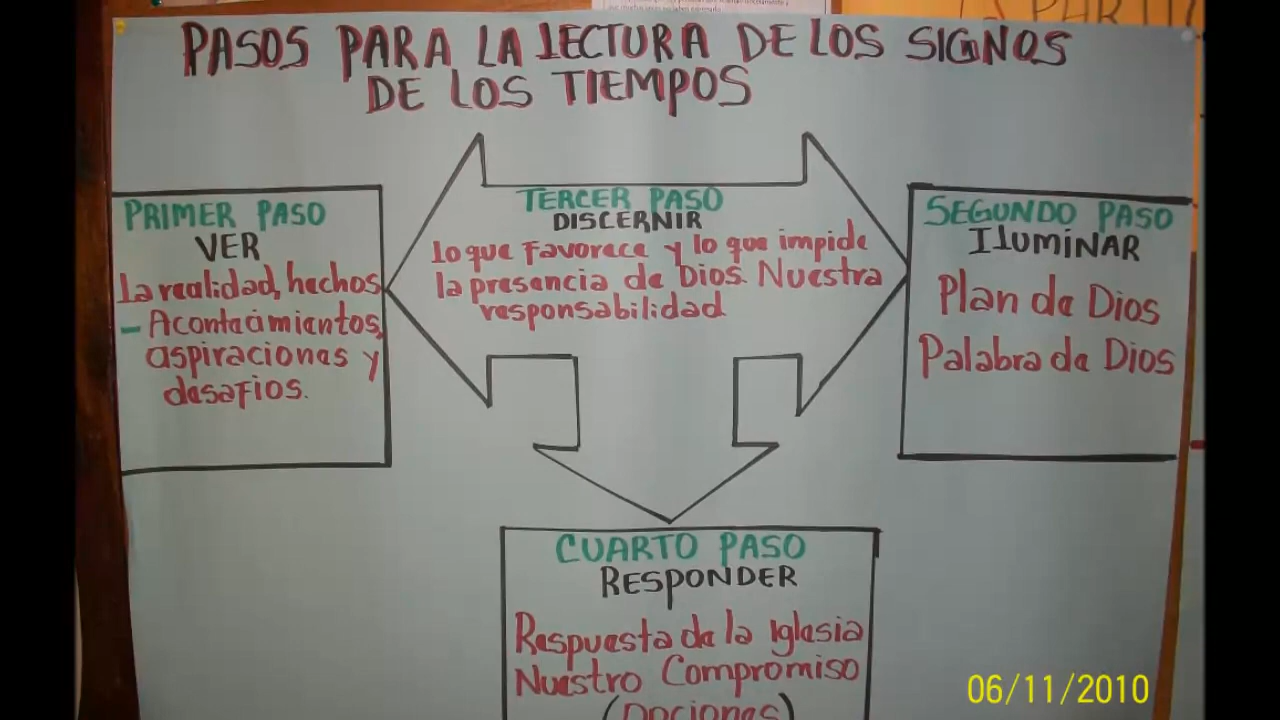 PASOS PARA LA LECTURA DE LOS SIGNOS
DE LOS TIEMPOS
PRIMER PASO
VER
La realidad, hechos
- Acontecimientos,
aspiraciones y
desafios.
TERCER PASO
DISCERNIR
lo que favorece y lo que impide
la presencia de Dios. Nuestra
responsabilidad
SEGUNDO PASO
ILUMINAR
Plan de Dios
Palabra de Dios
CUARTO PASO
RESPONDER
Respuesta de la Iglesia
Nuestro Compromiso
(Opciones)
06/11/2010